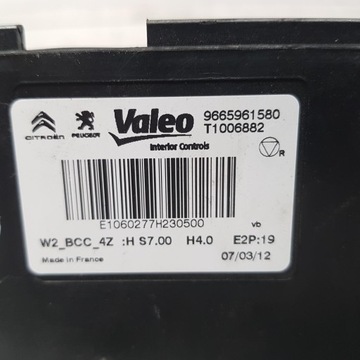 CITROËN PEUGEOT Valeo 9665961580
T1006882
Interior Controls
R
E1060277H230500
vb
W2_BCC_4Z :H S7.00 H4.0 E2P:19
Made in France 07/03/12